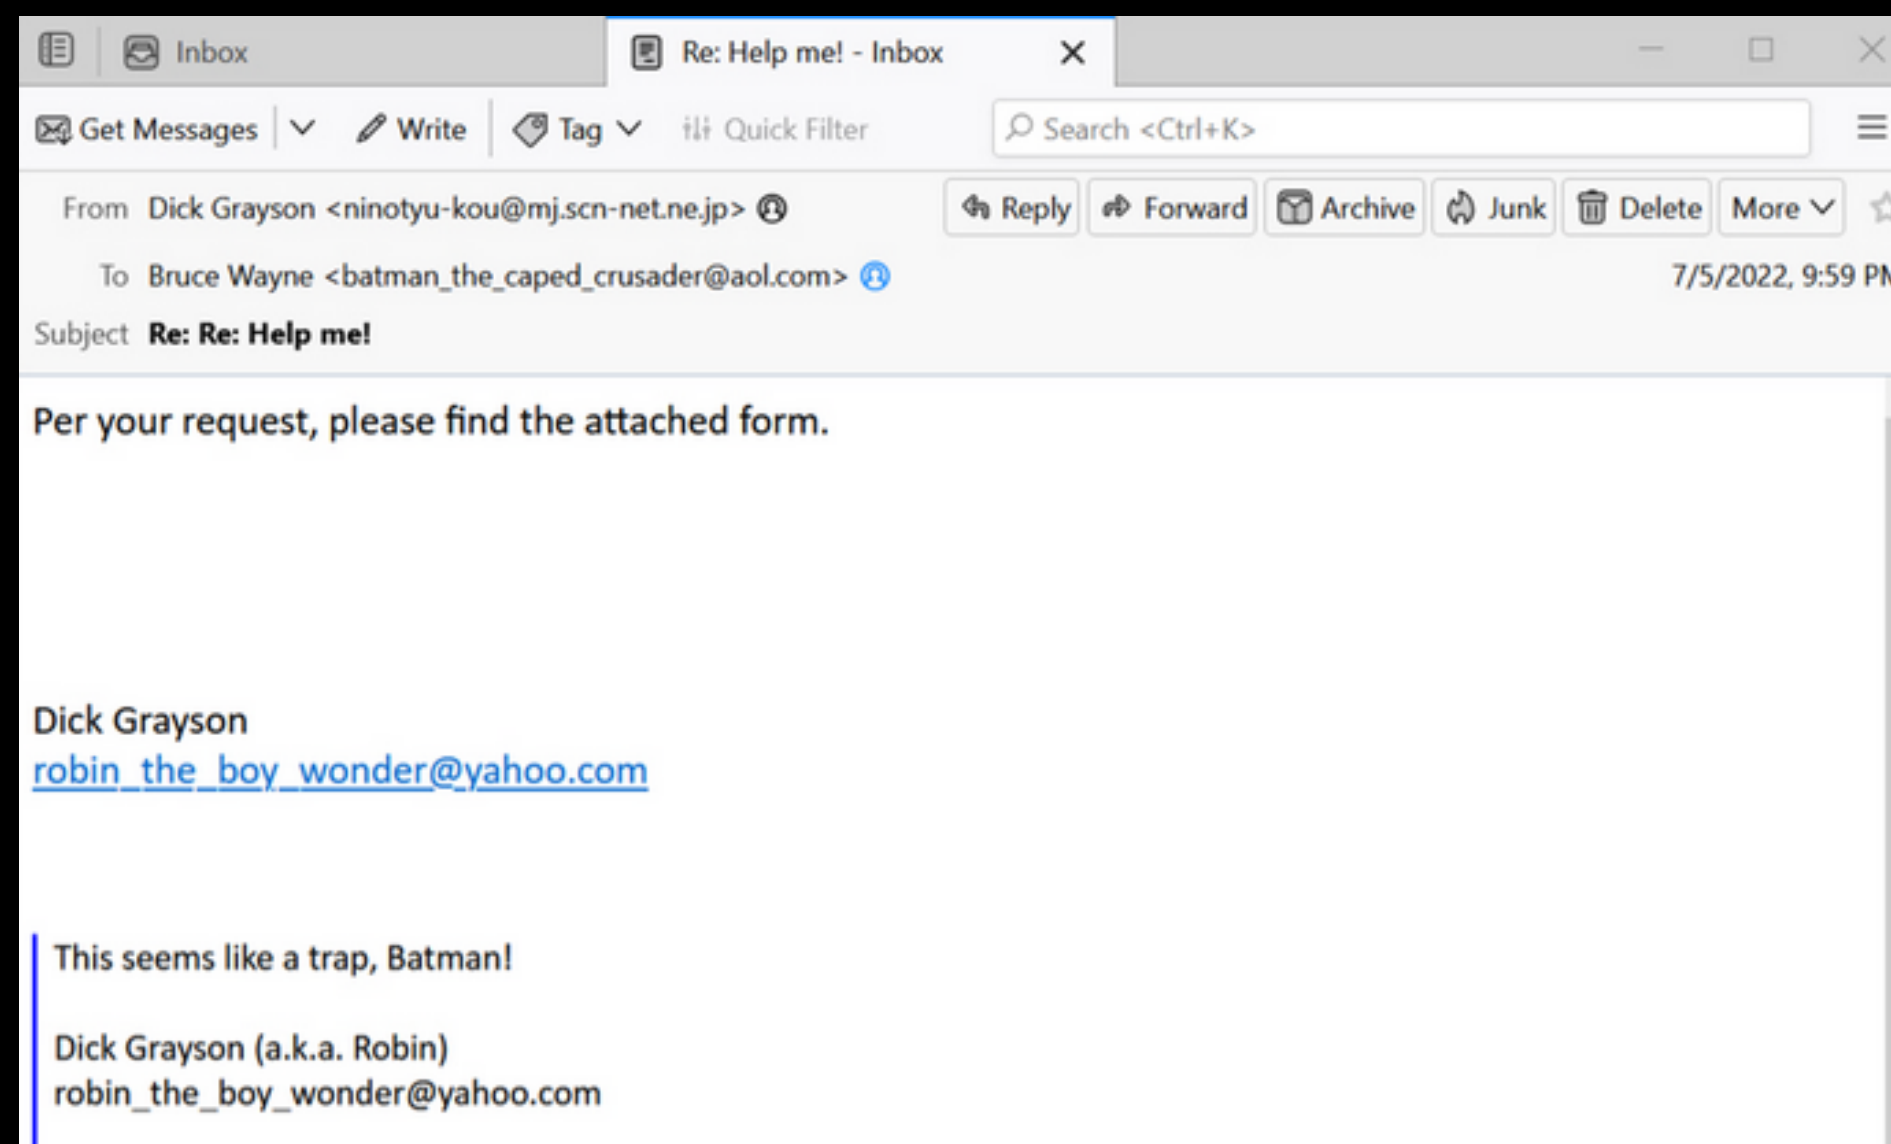 Inbox
Re: Help me! - Inbox
Get Messages Write Tag Quick Filter Search <Ctrl+K>
From Dick Grayson <ninotyu-kou@mj.scn-net.ne.jp> Reply Forward Archive Junk Delete More
To Bruce Wayne <batman_the_caped_crusader@aol.com> 7/5/2022, 9:59 PM
Subject Re: Re: Help me!
Per your request, please find the attached form.
Dick Grayson
robin_the_boy_wonder@yahoo.com
This seems like a trap, Batman!
Dick Grayson (a.k.a. Robin)
robin_the_boy_wonder@yahoo.com